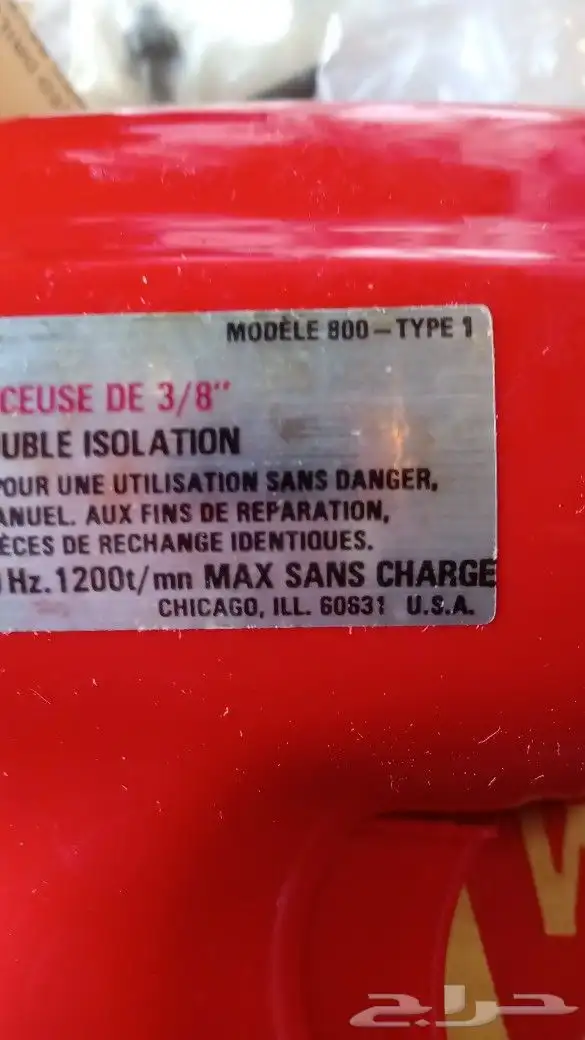 MODÈLE 800 – TYPE 1
CEUSE DE 3/8"
UBLE ISOLATION
POUR UNE UTILISATION SANS DANGER,
ANUEL. AUX FINS DE REPARATION,
ÈCES DE RECHANGE IDENTIQUES.
Hz. 1200t/mn MAX SANS CHARGE
CHICAGO, ILL. 60631 U.S.A.
حراج